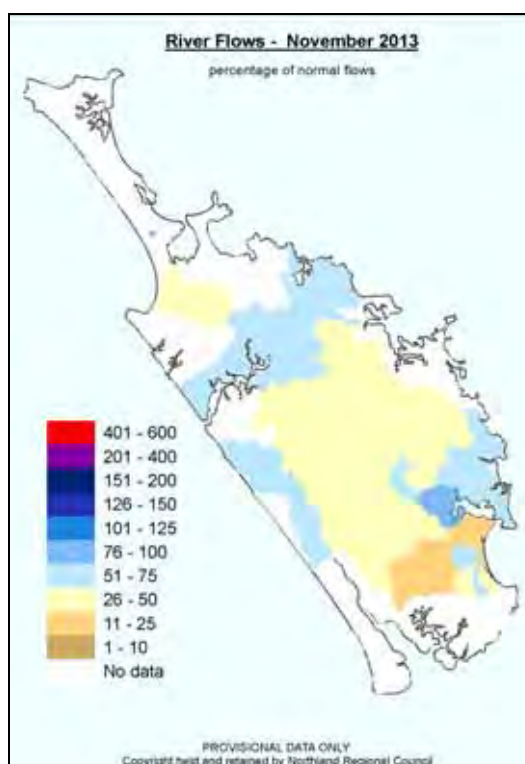 River Flows - November 2013
percentage of normal flows
401 - 600
201 - 400
151 - 200
126 - 150
101 - 125
76 - 100
51 - 75
26 - 50
11 - 25
1 - 10
No data
PROVISIONAL DATA ONLY
Copyright held and retained by Northland Regional Council